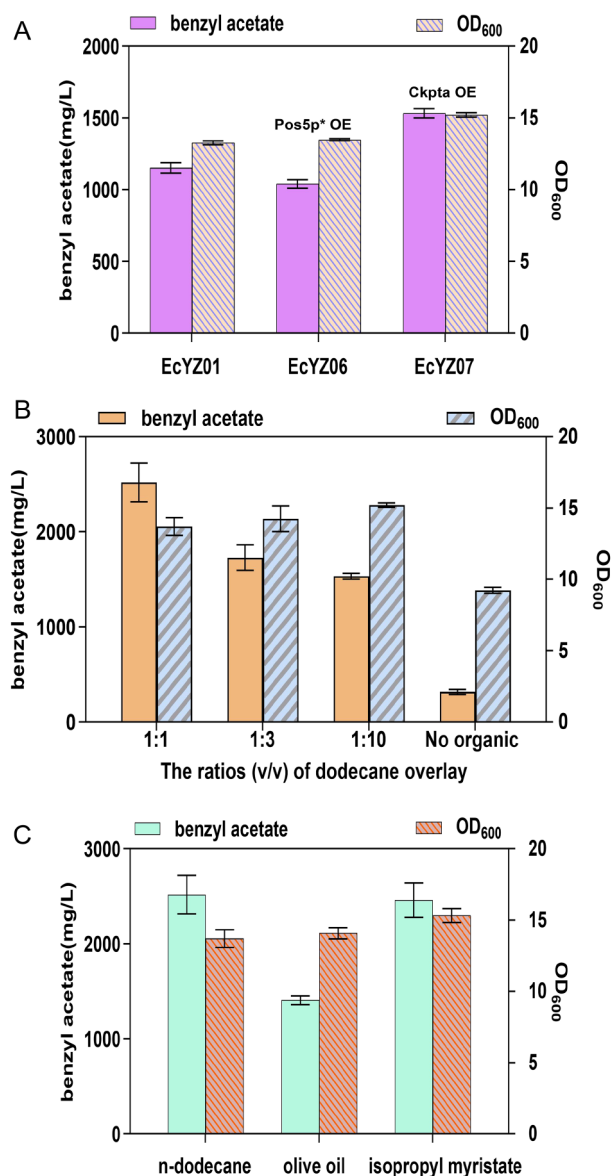 A
benzyl acetate
OD600
benzyl acetate(mg/L)
2000
1500
1000
500
0
Pos5p* OE
Ckpta OE
20
15
10
5
0
OD600
EcYZ01
EcYZ06
EcYZ07
B
benzyl acetate
OD600
benzyl acetate(mg/L)
3000
2000
1000
0
20
15
10
5
0
OD600
1:1
1:3
1:10
No organic
The ratios (v/v) of dodecane overlay
C
benzyl acetate
OD600
benzyl acetate(mg/L)
3000
2000
1000
0
20
15
10
5
0
OD600
n-dodecane
olive oil
isopropyl myristate